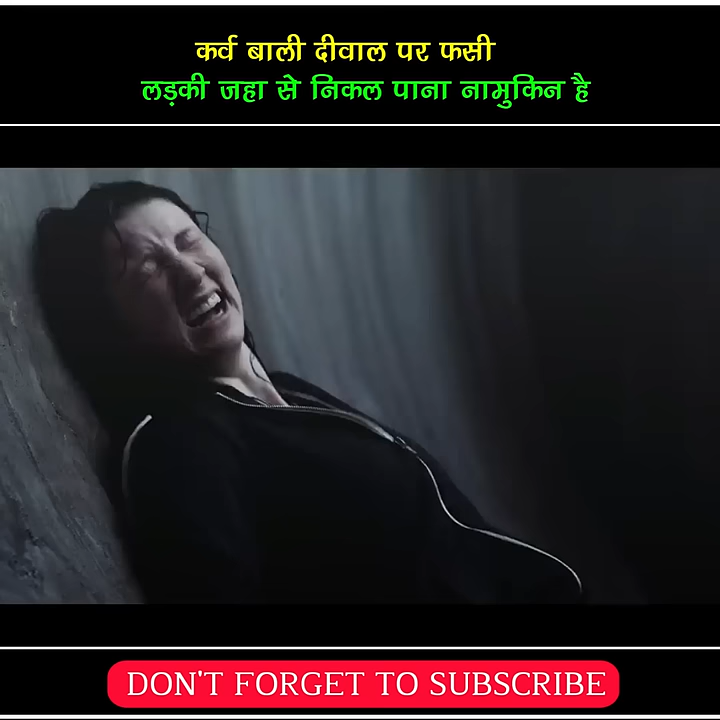 कर्व बाली दीवाल पर फसी
लड़की जहा से निकल पाना नामुकिन है
DON'T FORGET TO SUBSCRIBE